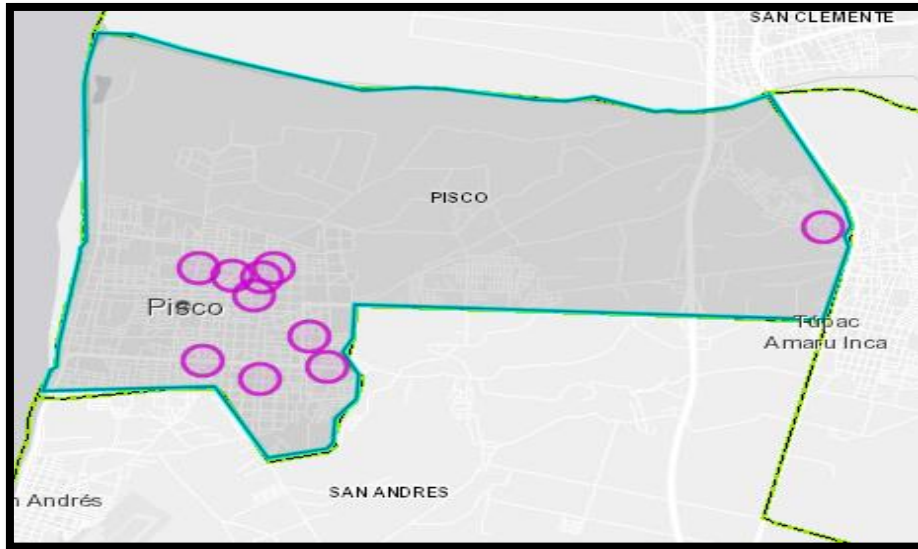 SAN CLEMENTE
PISCO
Pisco
Túpac
Amaru Inca
SAN ANDRES
n Andrés